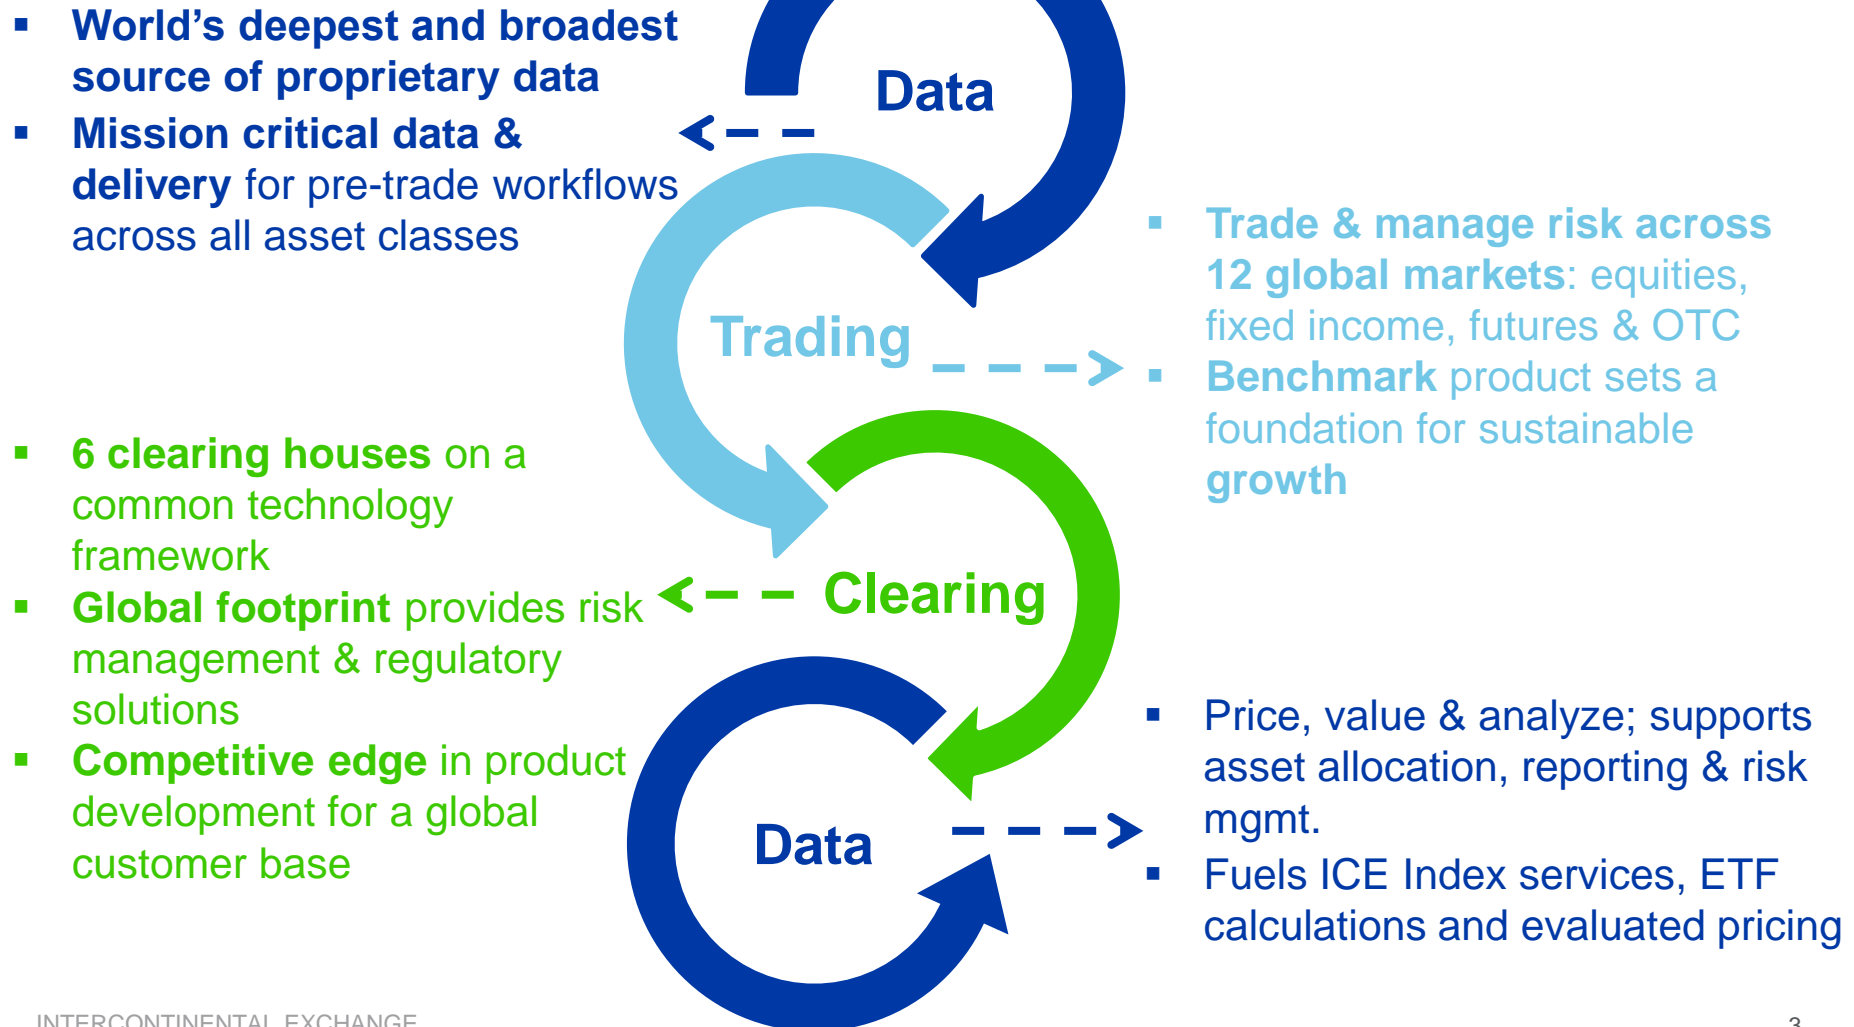 ▪ World’s deepest and broadest
source of proprietary data
▪ Mission critical data &
delivery for pre-trade workflows
across all asset classes
Data
▪ Trade & manage risk across
12 global markets: equities,
fixed income, futures & OTC
▪ Benchmark product sets a
foundation for sustainable
growth
Trading
▪ 6 clearing houses on a
common technology
framework
▪ Global footprint provides risk
management & regulatory
solutions
▪ Competitive edge in product
development for a global
customer base
Clearing
▪ Price, value & analyze; supports
asset allocation, reporting & risk
mgmt.
▪ Fuels ICE Index services, ETF
calculations and evaluated pricing
Data
INTERCONTINENTAL EXCHANGE
3